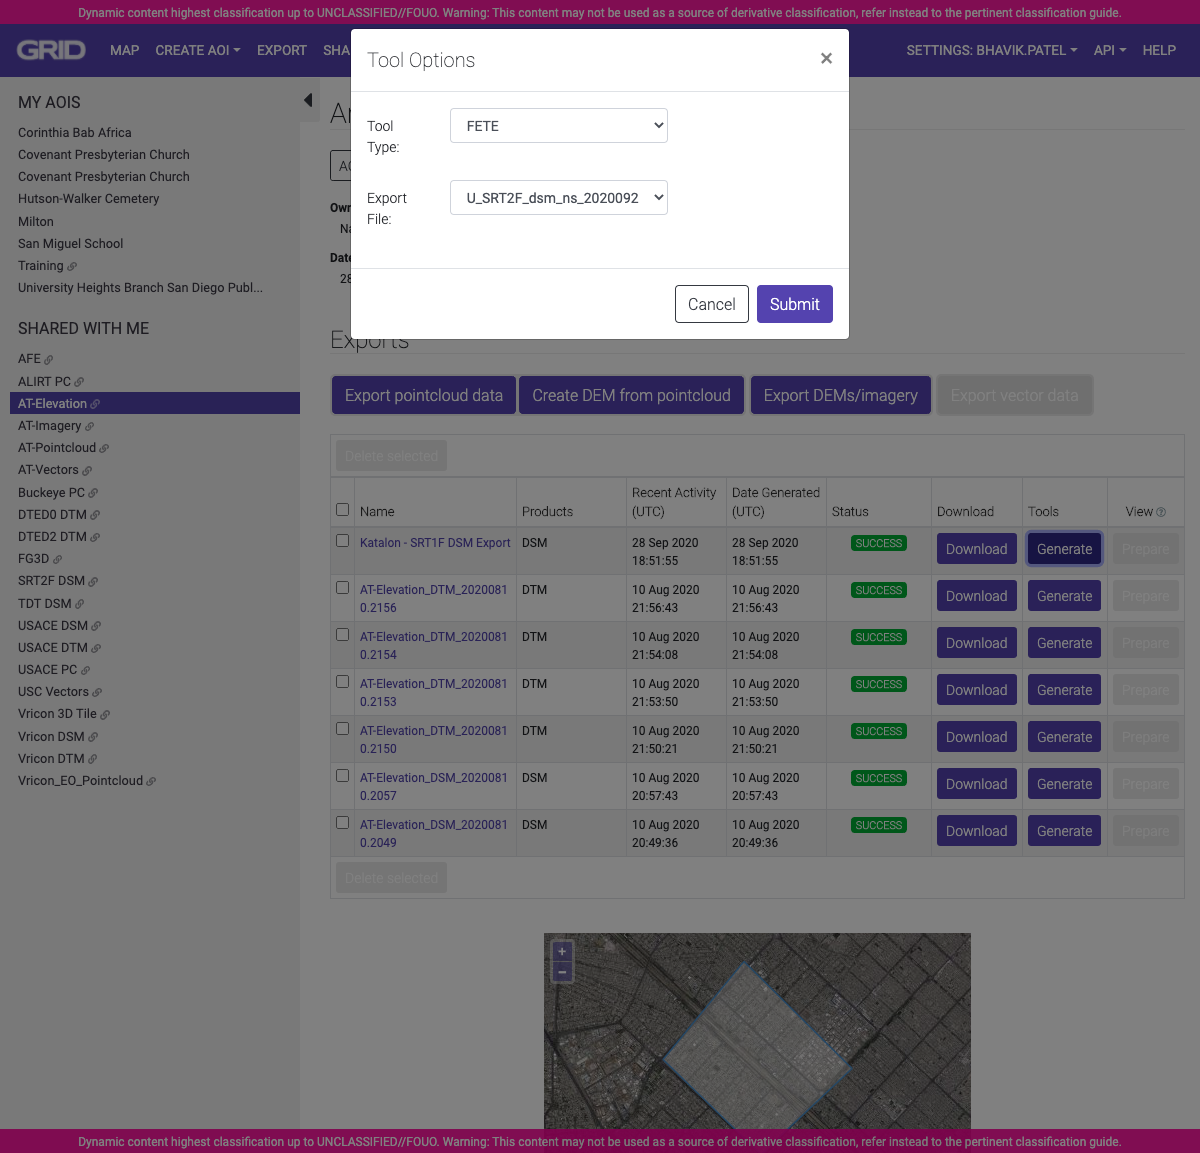 Dynamic content highest classification up to UNCLASSIFIED//FOUO. Warning: This content may not be used as a source of derivative classification, refer instead to the pertinent classification guide.
GRID MAP CREATE AOI EXPORT SETTINGS: BHAVIK.PATEL API HELP
Tool Options ×
Tool Type: FETE
Export File: U_SRT2F_dsm_ns_2020092
Cancel Submit
MY AOIS
Corinthia Bab Africa
Covenant Presbyterian Church
Covenant Presbyterian Church
Hutson-Walker Cemetery
Milton
San Miguel School
Training
University Heights Branch San Diego Publ...
SHARED WITH ME
AFE
ALIRT PC
AT-Elevation
AT-Imagery
AT-Pointcloud
AT-Vectors
Buckeye PC
DTED0 DTM
DTED2 DTM
FG3D
SRT2F DSM
TDT DSM
USACE DSM
USACE DTM
USACE PC
USC Vectors
Vricon 3D Tile
Vricon DSM
Vricon DTM
Vricon_EO_Pointcloud
Exports
Export pointcloud data Create DEM from pointcloud Export DEMs/imagery Export vector data
Delete selected
Name Products Recent Activity (UTC) Date Generated (UTC) Status Download Tools View
Katalon - SRT1F DSM Export DSM 28 Sep 2020 18:51:55 28 Sep 2020 18:51:55 SUCCESS Download Generate Prepare
AT-Elevation_DTM_20200810.2156 DTM 10 Aug 2020 21:56:43 10 Aug 2020 21:56:43 SUCCESS Download Generate Prepare
AT-Elevation_DTM_20200810.2154 DTM 10 Aug 2020 21:54:08 10 Aug 2020 21:54:08 SUCCESS Download Generate Prepare
AT-Elevation_DTM_20200810.2153 DTM 10 Aug 2020 21:53:50 10 Aug 2020 21:53:50 SUCCESS Download Generate Prepare
AT-Elevation_DTM_20200810.2150 DTM 10 Aug 2020 21:50:21 10 Aug 2020 21:50:21 SUCCESS Download Generate Prepare
AT-Elevation_DSM_20200810.2057 DSM 10 Aug 2020 20:57:43 10 Aug 2020 20:57:43 SUCCESS Download Generate Prepare
AT-Elevation_DSM_20200810.2049 DSM 10 Aug 2020 20:49:36 10 Aug 2020 20:49:36 SUCCESS Download Generate Prepare
Delete selected
+
−
Dynamic content highest classification up to UNCLASSIFIED//FOUO. Warning: This content may not be used as a source of derivative classification, refer instead to the pertinent classification guide.